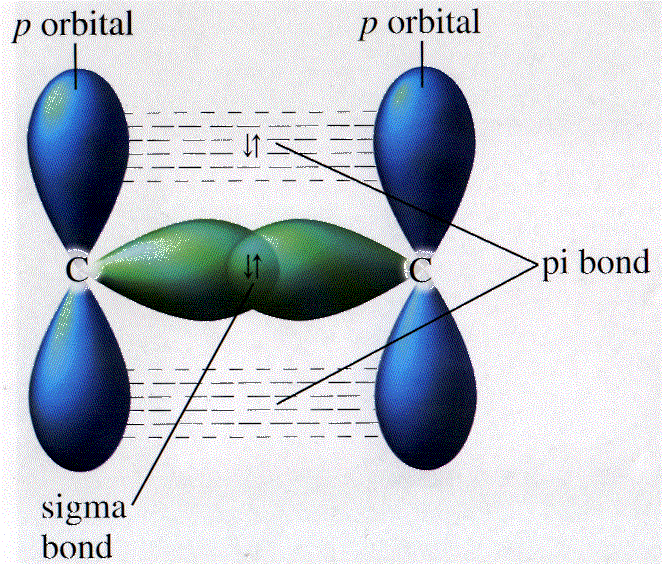 p orbital
p orbital
⇃↾
C
⇃↾
C
pi bond
sigma
bond